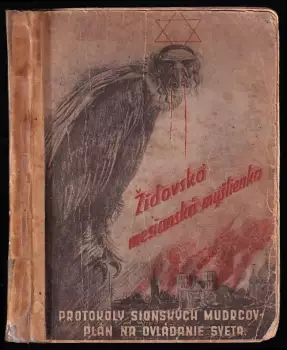 Židovská
mesianská myšlienka
PROTOKOLY SIONSKÝCH MUDRCOV-
PLÁN NA OVLÁDANIE SVETA.